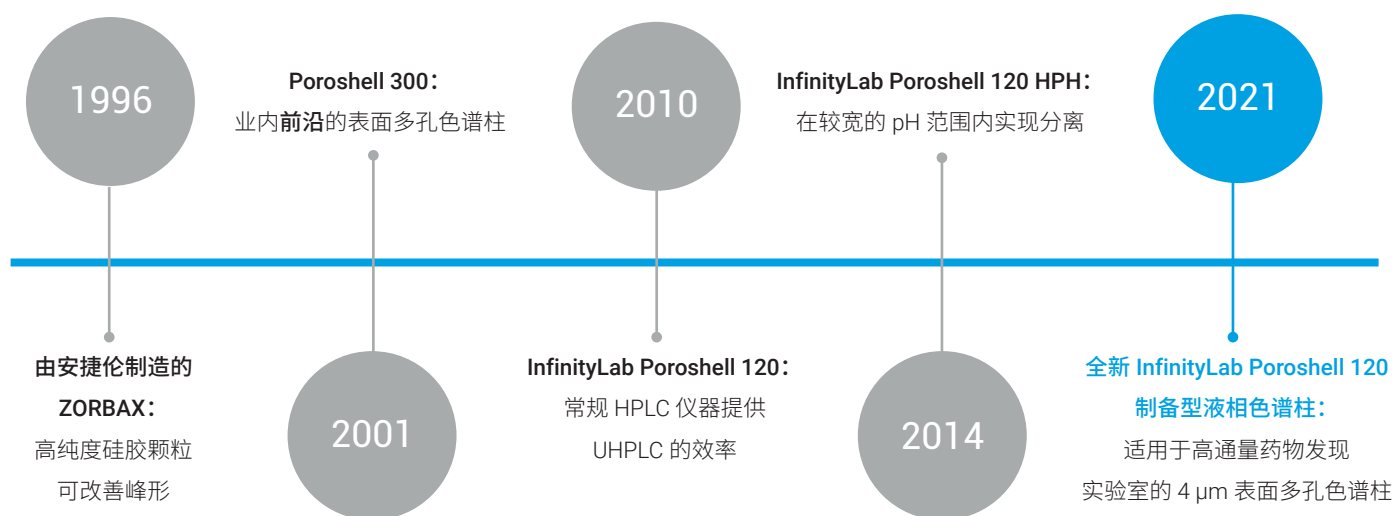 1996
由安捷伦制造的
ZORBAX：
高纯度硅胶颗粒
可改善峰形
Poroshell 300：
业内前沿的表面多孔色谱柱
2001
2010
InfinityLab Poroshell 120：
常规 HPLC 仪器提供
UHPLC 的效率
InfinityLab Poroshell 120 HPH：
在较宽的 pH 范围内实现分离
2014
2021
全新 InfinityLab Poroshell 120
制备型液相色谱柱：
适用于高通量药物发现
实验室的 4 µm 表面多孔色谱柱